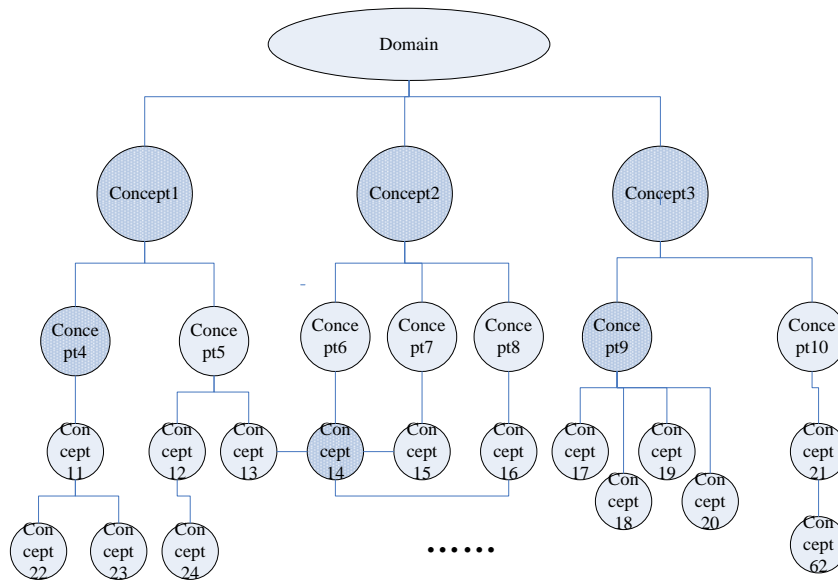 Domain
Concept1
Concept2
Concept3
Conce
pt4
Conce
pt5
Conce
pt6
Conce
pt7
Conce
pt8
Conce
pt9
Conce
pt10
Con
cept
11
Con
cept
12
Con
cept
13
Con
cept
14
Con
cept
15
Con
cept
16
Con
cept
17
Con
cept
18
Con
cept
19
Con
cept
20
Con
cept
21
Con
cept
22
Con
cept
23
Con
cept
24
......
Con
cept
62